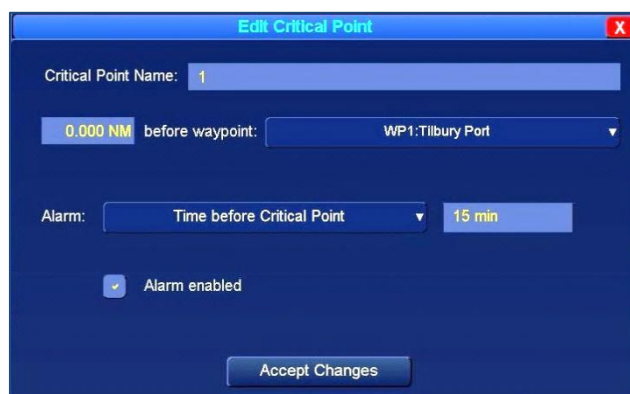 Edit Critical Point
X
Critical Point Name: 1
0.000 NM before waypoint: WP1:Tilbury Port
Alarm: Time before Critical Point 15 min
Alarm enabled
Accept Changes